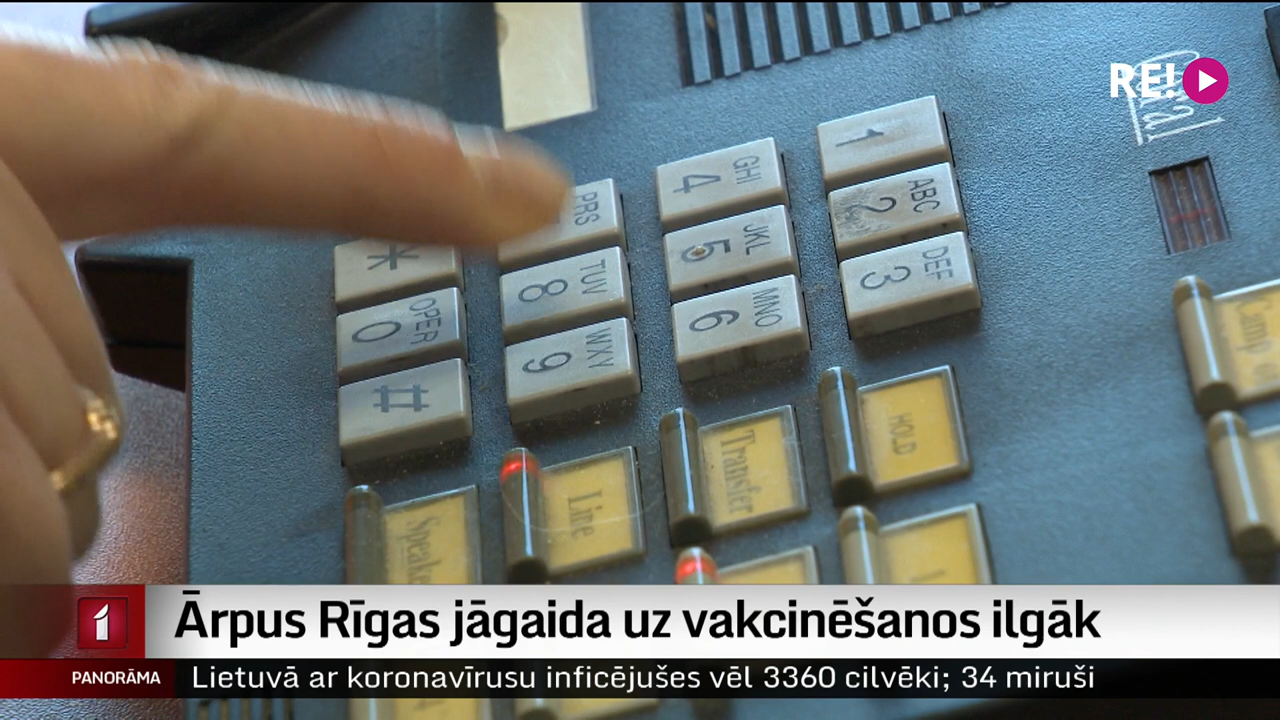 RE!
1
GHI
4
ABC
2
PRS
JKL
5
DEF
3
*
TUV
8
MNO
6
OPER
0
WXY
9
#
HOLD
Transfer
Line
Speake
1
Ārpus Rīgas jāgaida uz vakcinēšanos ilgāk
PANORĀMA
Lietuvā ar koronavīrusu inficējušes vēl 3360 cilvēki; 34 miruši